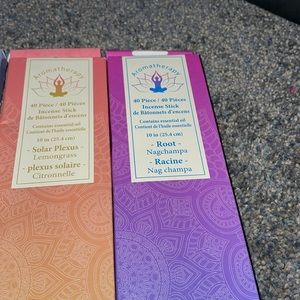 Aromatherapy
40 Piece / 40 Pièces
Incense Stick
de Bâtonnets d'encens
Contains essential oil
Contient de l'huile essentielle
10 in (25.4 cm)
- Solar Plexus -
Lemongrass
- plexus solaire -
Citronnelle
Aromatherapy
40 Piece / 40 Pièces
Incense Stick
de Bâtonnets d'encens
Contains essential oil
Contient de l'huile essentielle
10 in (25.4 cm)
- Root -
Nagchampa
- Racine -
Nag champa